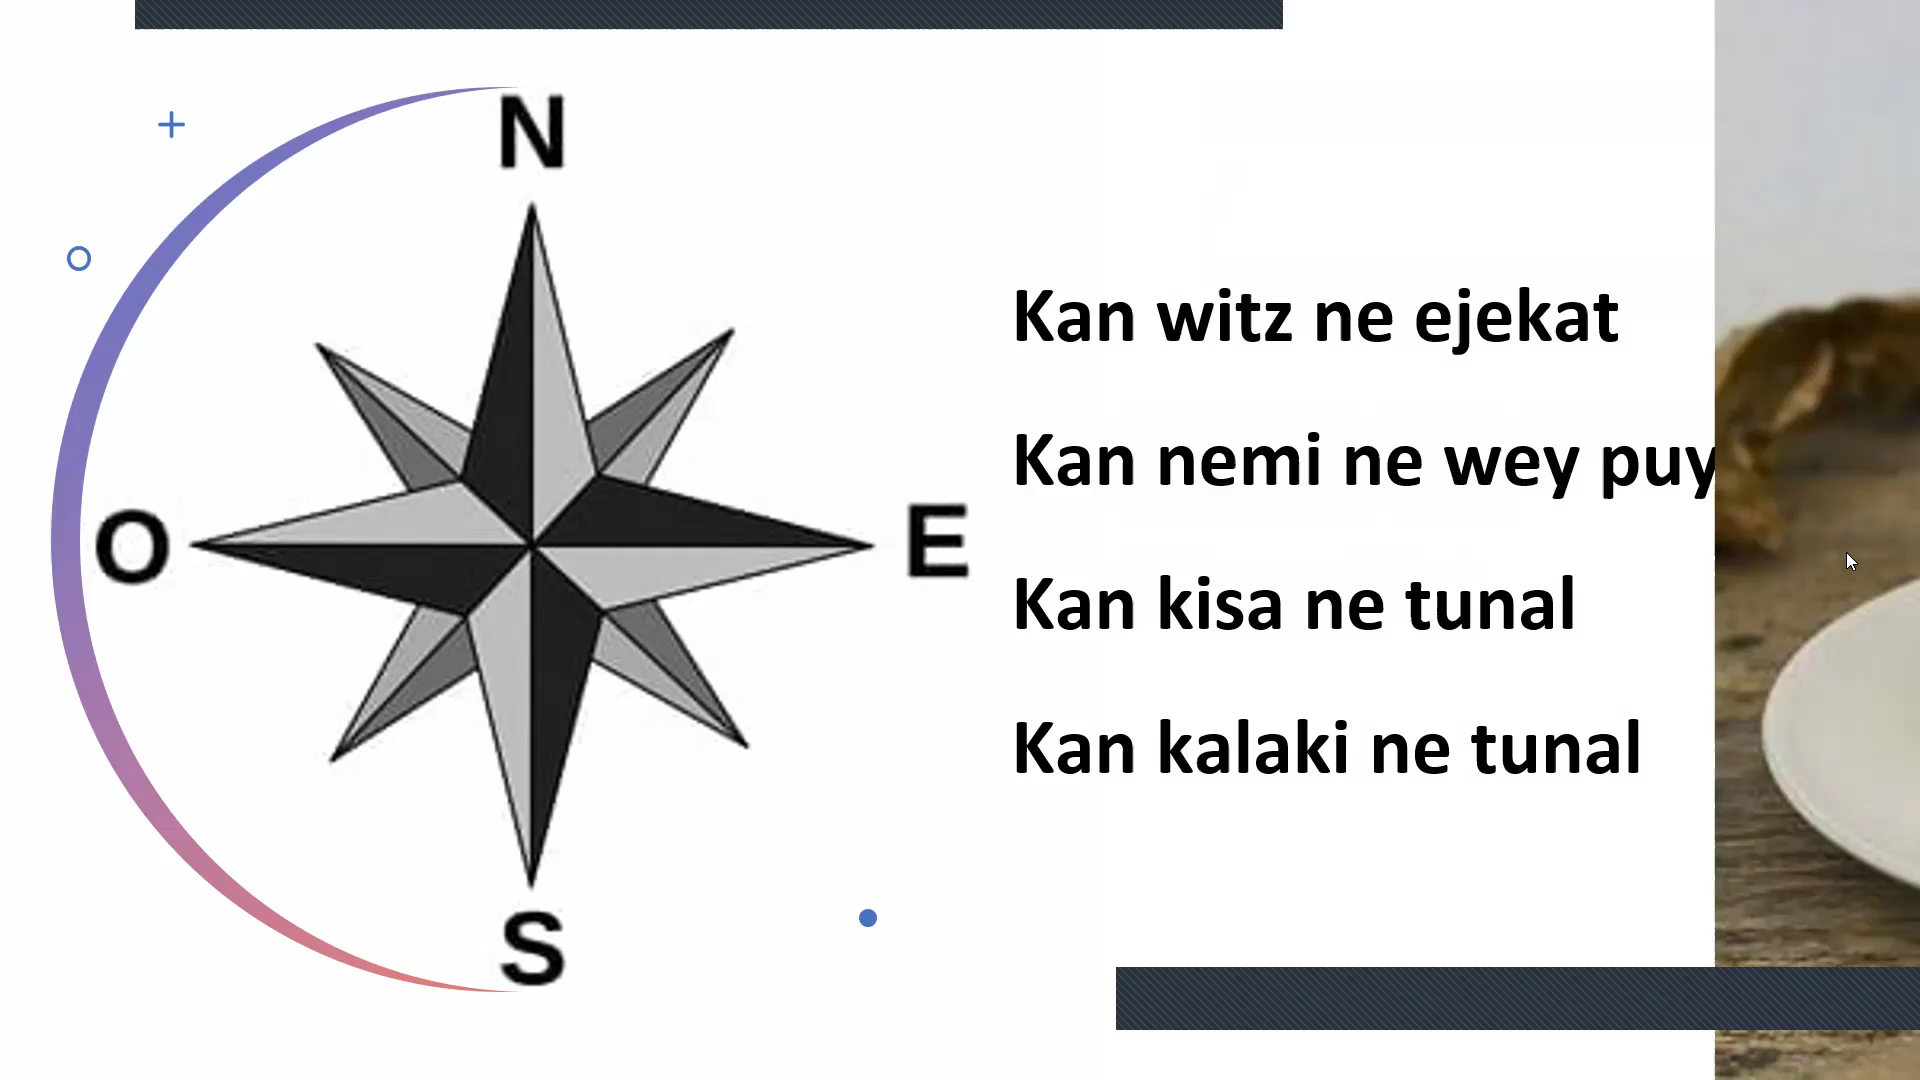 N
O
E
S
Kan witz ne ejekat
Kan nemi ne wey puy
Kan kisa ne tunal
Kan kalaki ne tunal